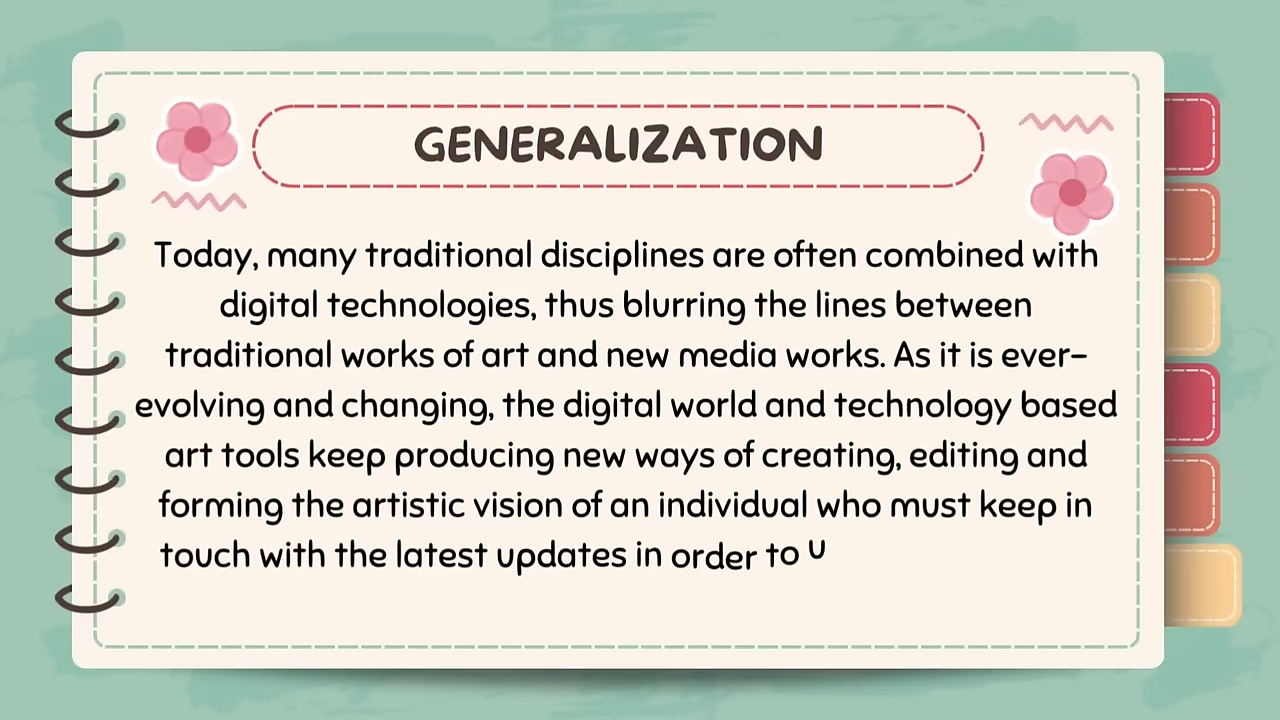 GENERALIZATION
Today, many traditional disciplines are often combined with
digital technologies, thus blurring the lines between
traditional works of art and new media works. As it is ever-
evolving and changing, the digital world and technology based
art tools keep producing new ways of creating, editing and
forming the artistic vision of an individual who must keep in
touch with the latest updates in order to u